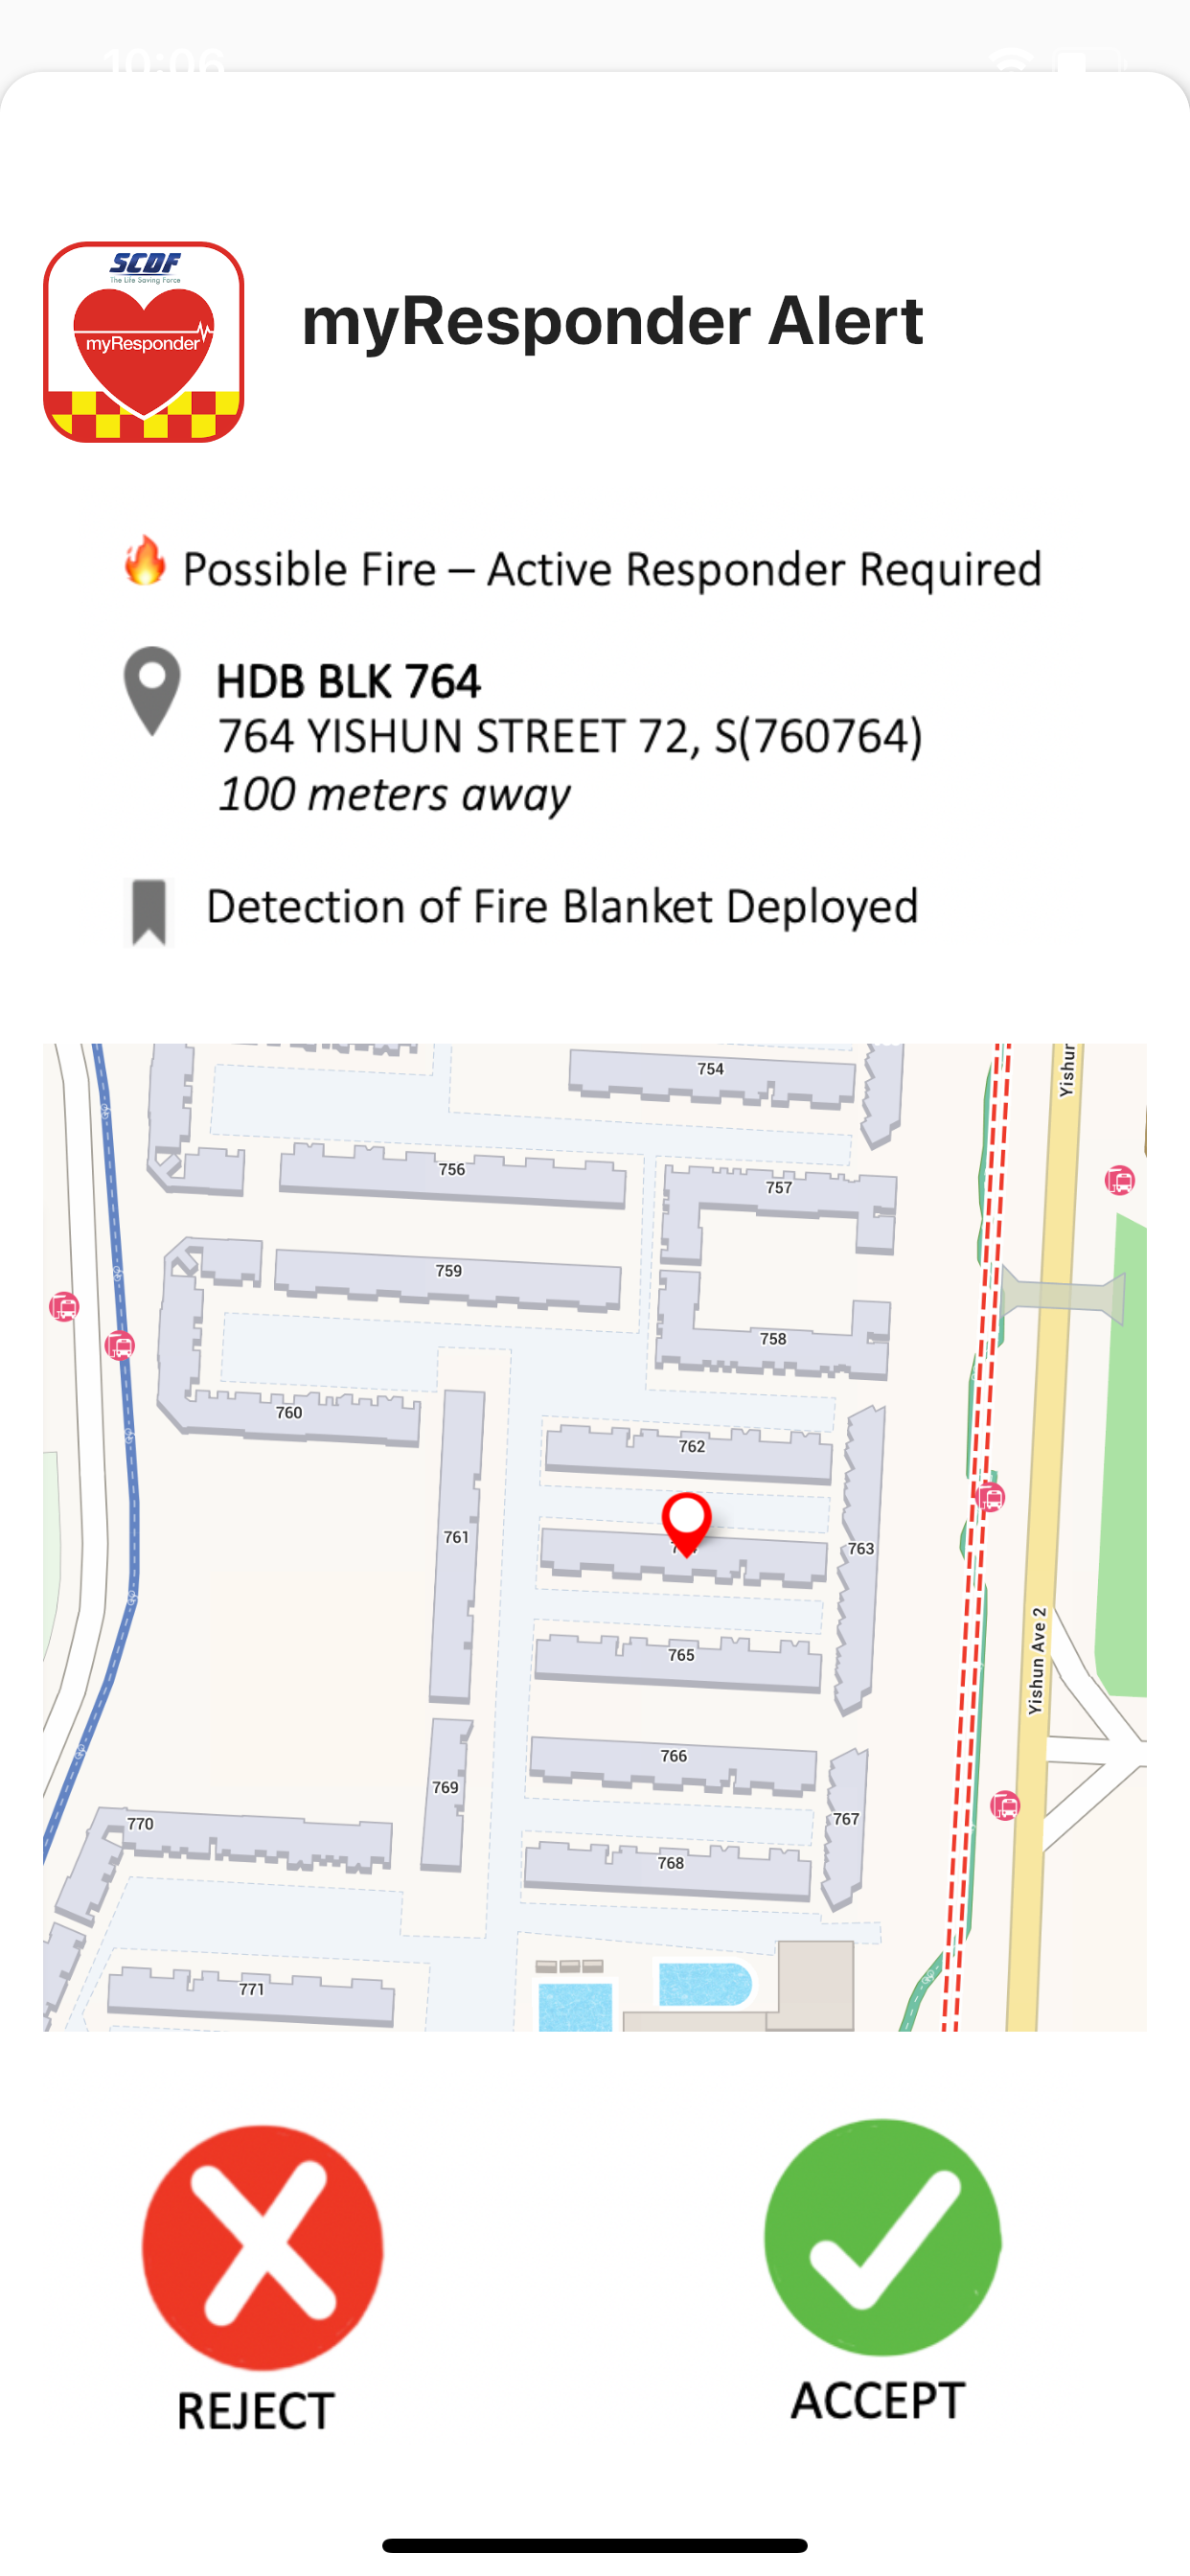 10:06
SCDF
The Life Saving Force
myResponder
myResponder Alert
Possible Fire – Active Responder Required
HDB BLK 764
764 YISHUN STREET 72, S(760764)
100 meters away
Detection of Fire Blanket Deployed
754
Yishun
756
757
759
758
760
762
761
763
765
Yishun Ave 2
766
769
767
770
768
771
REJECT
ACCEPT